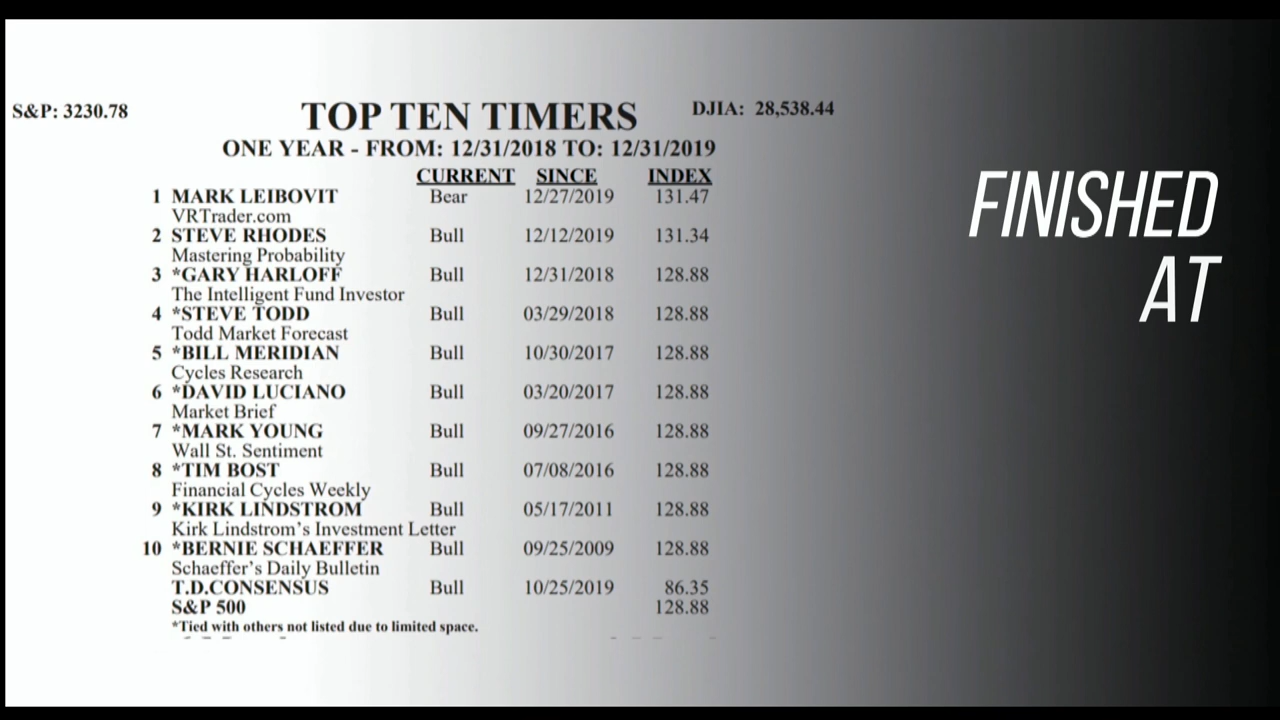 S&P: 3230.78 TOP TEN TIMERS DJIA: 28,538.44
ONE YEAR - FROM: 12/31/2018 TO: 12/31/2019
CURRENT SINCE INDEX
1 MARK LEIBOVIT Bear 12/27/2019 131.47
VRTrader.com
2 STEVE RHODES Bull 12/12/2019 131.34
Mastering Probability
3 *GARY HARLOFF Bull 12/31/2018 128.88
The Intelligent Fund Investor
4 *STEVE TODD Bull 03/29/2018 128.88
Todd Market Forecast
5 *BILL MERIDIAN Bull 10/30/2017 128.88
Cycles Research
6 *DAVID LUCIANO Bull 03/20/2017 128.88
Market Brief
7 *MARK YOUNG Bull 09/27/2016 128.88
Wall St. Sentiment
8 *TIM BOST Bull 07/08/2016 128.88
Financial Cycles Weekly
9 *KIRK LINDSTROM Bull 05/17/2011 128.88
Kirk Lindstrom's Investment Letter
10 *BERNIE SCHAEFFER Bull 09/25/2009 128.88
Schaeffer's Daily Bulletin
T.D.CONSENSUS Bull 10/25/2019 86.35
S&P 500 128.88
*Tied with others not listed due to limited space.
FINISHED
AT